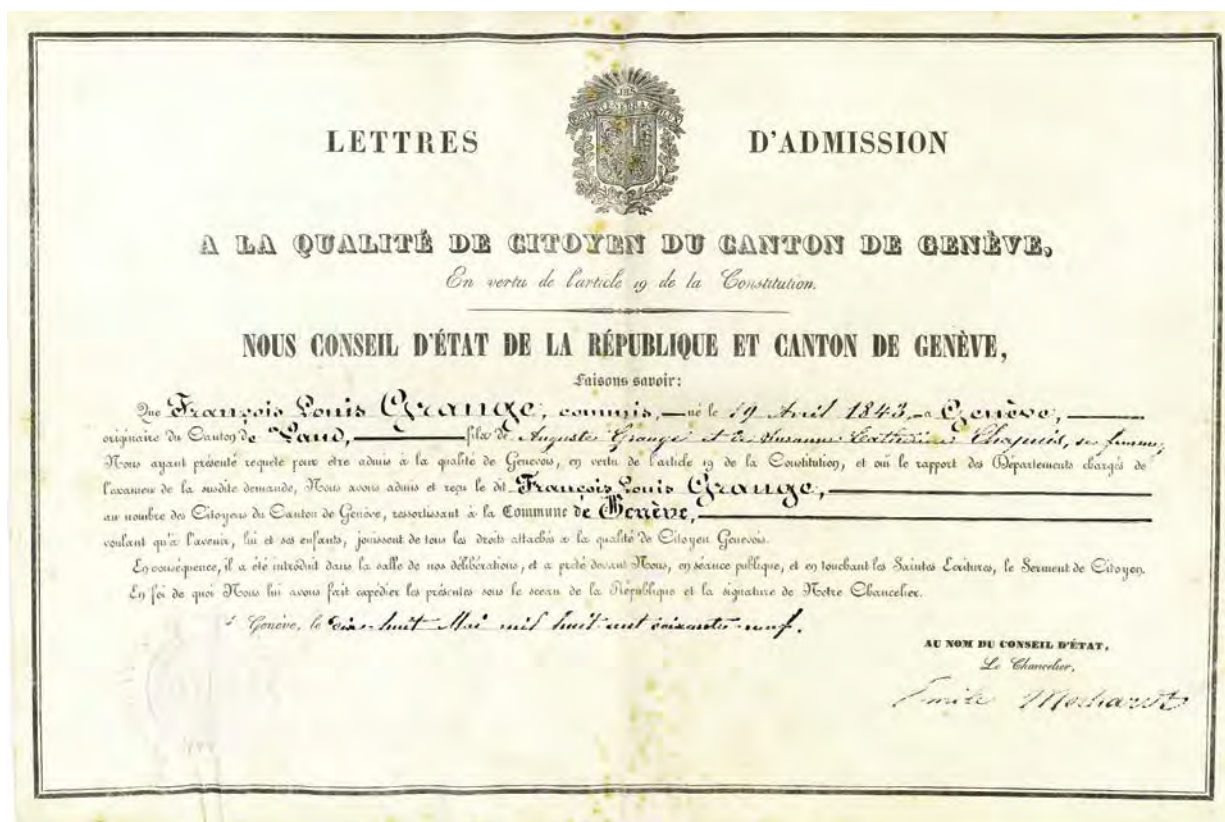 LETTRES D'ADMISSION
A LA QUALITÉ DE CITOYEN DU CANTON DE GENÈVE,
En vertu de l'article 19 de la Constitution.
NOUS CONSEIL D'ÉTAT DE LA RÉPUBLIQUE ET CANTON DE GENÈVE,
Faisons savoir:
Que François Louis Grange, commis, né le 19 Avril 1843, a Genève,
originaire du Canton de Vaud, fils de Auguste Grange et de Susanne Catherine Chapuis, sa femme,
Nous ayant présenté requête pour être admis à la qualité de Genevois, en vertu de l'article 19 de la Constitution, et ouï le rapport des Départements chargés de
l'examen de la susdite demande, Nous avons admis et reçu le dit François Louis Grange,
au nombre des Citoyens du Canton de Genève, ressortissant à la Commune de Genève,
voulant qu'à l'avenir, lui et ses enfants, jouissent de tous les droits attachés à la qualité de Citoyen Genevois.
En conséquence, il a été introduit dans la salle de nos délibérations, et a prêté devant Nous, en séance publique, et en touchant les Saintes Ecritures, le Serment de Citoyen.
En foi de quoi Nous lui avons fait expédier les présentes sous le sceau de la République et la signature de Notre Chancelier.
Genève, le dix-huit Mai mil huit cent soixante neuf.
AU NOM DU CONSEIL D'ÉTAT,
Le Chancelier,
Emile